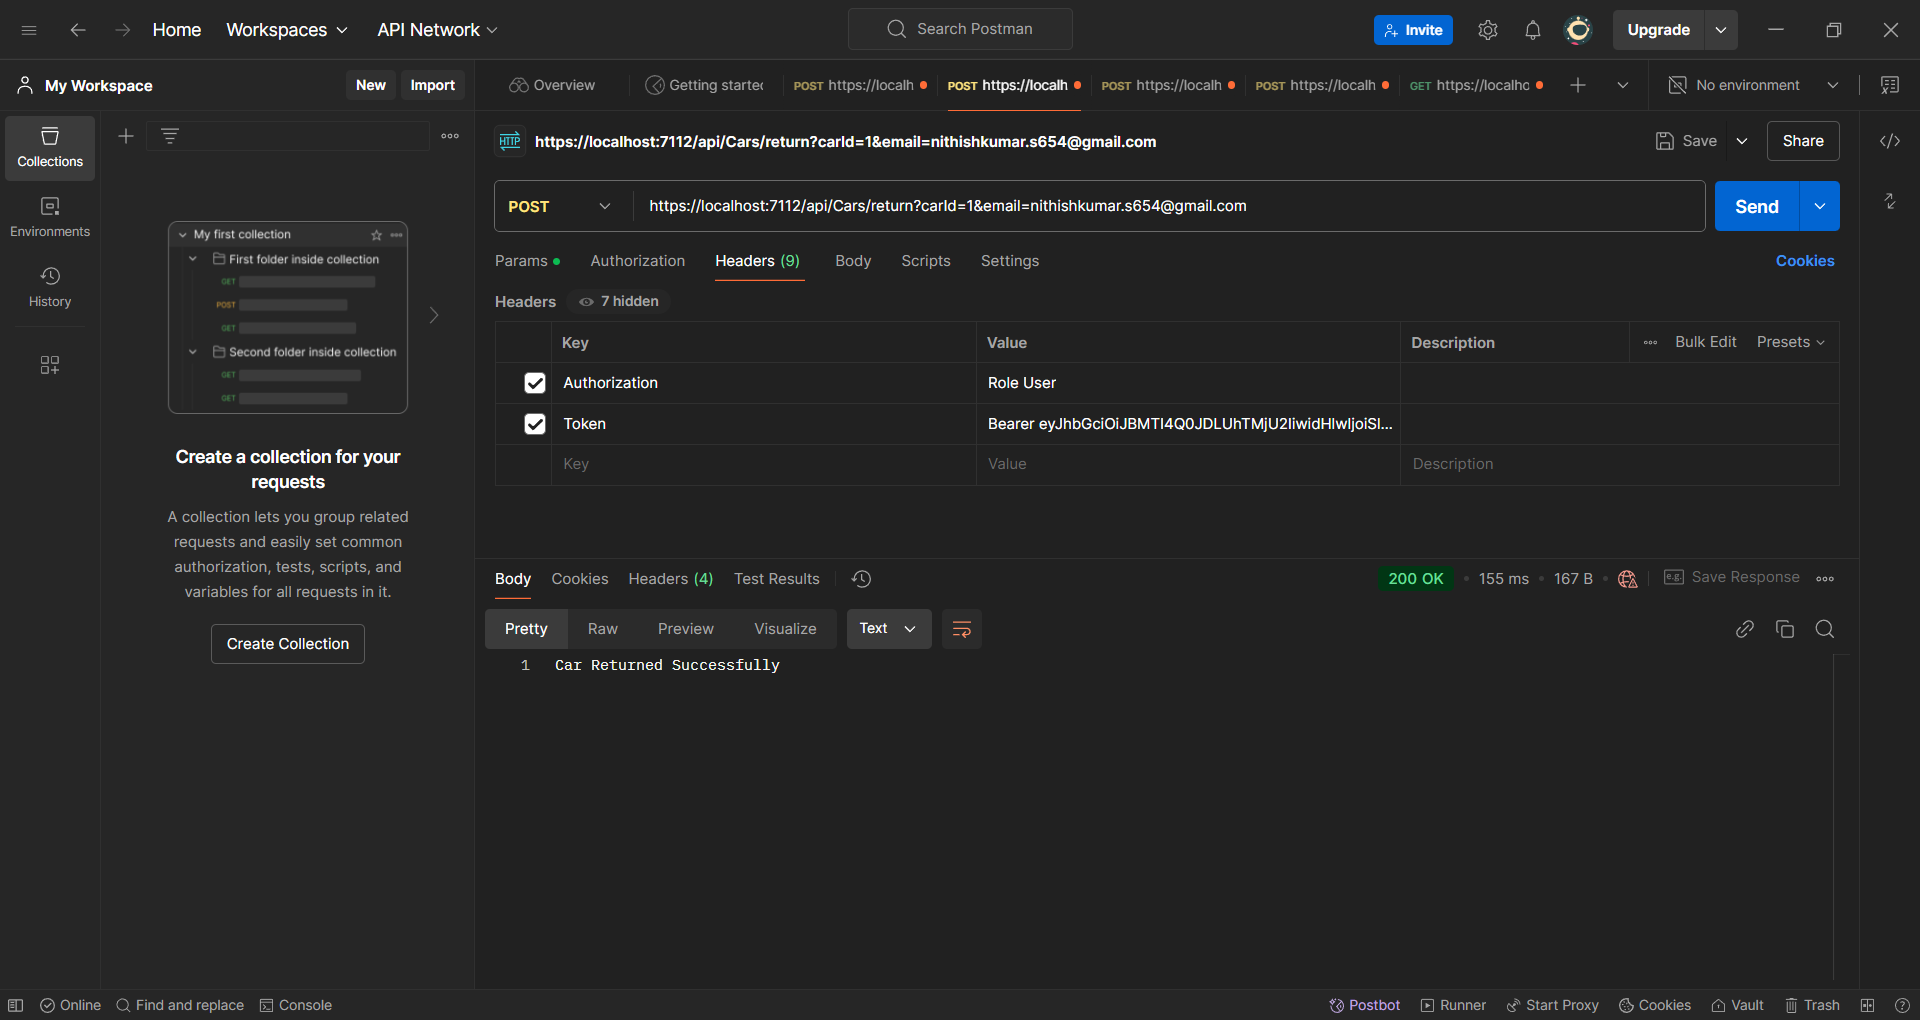 Home
Workspaces
API Network
Search Postman
Invite
Upgrade
My Workspace
New
Import
Overview
Getting started
POST https://localh
POST https://localh
POST https://localh
POST https://localh
GET https://localho
No environment
Collections
Environments
History
My first collection
First folder inside collection
GET
POST
GET
Second folder inside collection
GET
GET
Create a collection for your
requests
A collection lets you group related
requests and easily set common
authorization, tests, scripts, and
variables for all requests in it.
Create Collection
HTTP
https://localhost:7112/api/Cars/return?carId=1&email=nithishkumar.s654@gmail.com
Save
Share
POST
https://localhost:7112/api/Cars/return?carId=1&email=nithishkumar.s654@gmail.com
Send
Params
Authorization
Headers (9)
Body
Scripts
Settings
Cookies
Headers
7 hidden
Key
Value
Description
Bulk Edit
Presets
Authorization
Role User
Token
Bearer eyJhbGciOiJBMTI4Q0JDLUhTMjU2IiwidHlwIjoiSl...
Key
Value
Description
Body
Cookies
Headers (4)
Test Results
200 OK
155 ms
167 B
e.g.
Save Response
Pretty
Raw
Preview
Visualize
Text
1
Car Returned Successfully
Online
Find and replace
Console
Postbot
Runner
Start Proxy
Cookies
Vault
Trash